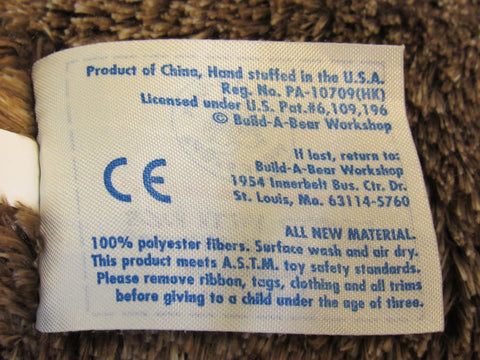 Product of China, Hand stuffed in the U.S.A.
Reg. No. PA-10709(HK)
Licensed under U.S. Pat.#6,109,196
© Build-A-Bear Workshop
If lost, return to:
Build-A-Bear Workshop
1954 Innerbelt Bus. Ctr. Dr.
St. Louis, Mo. 63114-5760
CE
ALL NEW MATERIAL.
100% polyester fibers. Surface wash and air dry.
This product meets A.S.T.M. toy safety standards.
Please remove ribbon, tags, clothing and all trims
before giving to a child under the age of three.